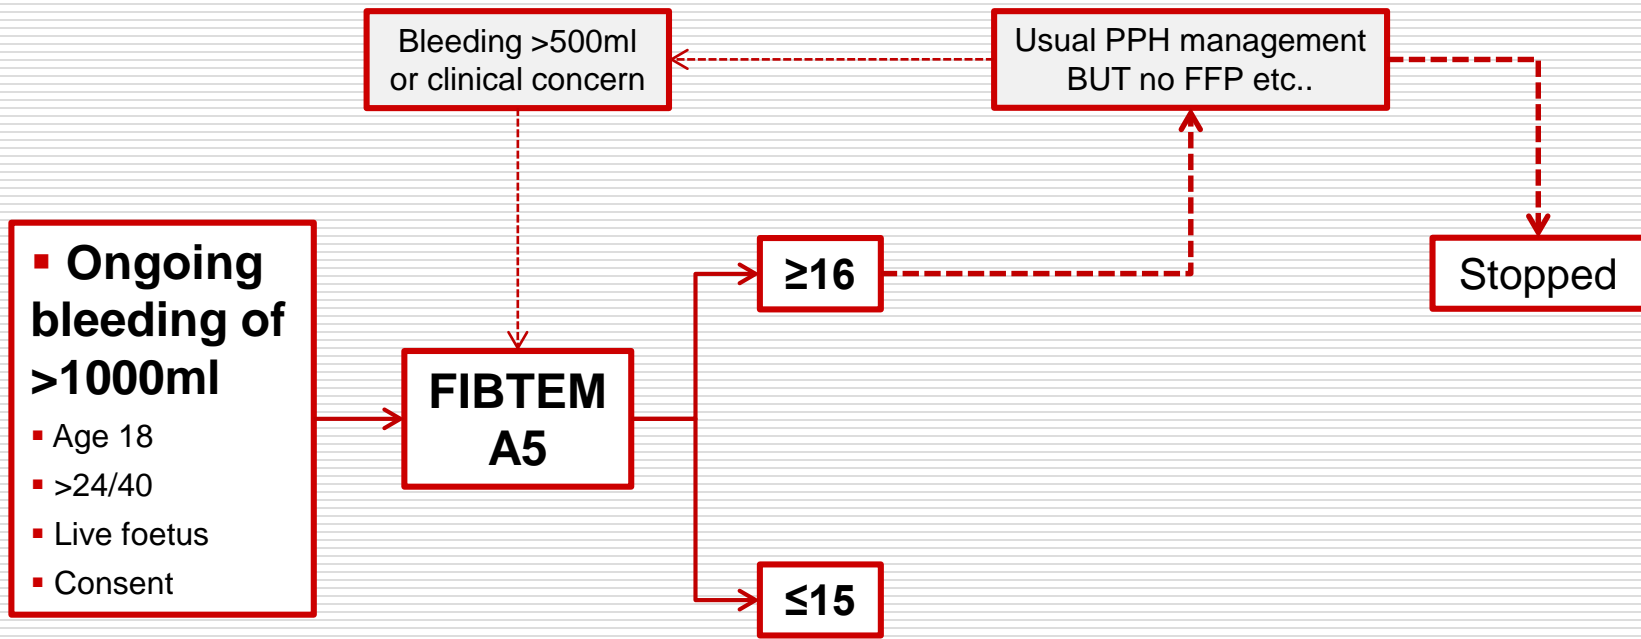 Bleeding >500ml
or clinical concern
Usual PPH management
BUT no FFP etc..
▪ Ongoing
bleeding of
>1000ml
▪ Age 18
▪ >24/40
▪ Live foetus
▪ Consent
FIBTEM
A5
≥16
≤15
Stopped